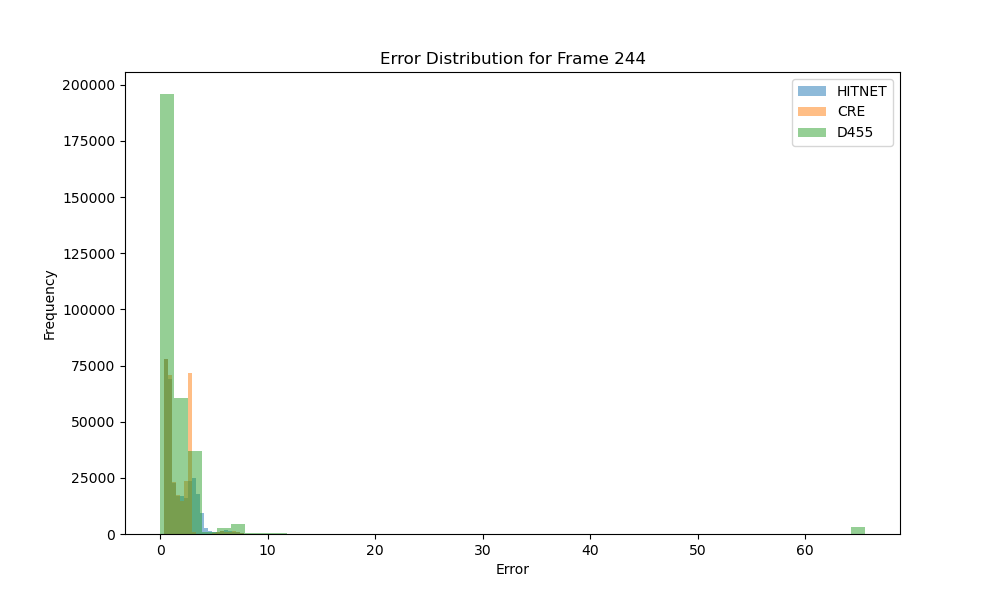 Error Distribution for Frame 244
HITNET
CRE
D455
200000
175000
150000
125000
100000
75000
50000
25000
0
Frequency
0 10 20 30 40 50 60
Error